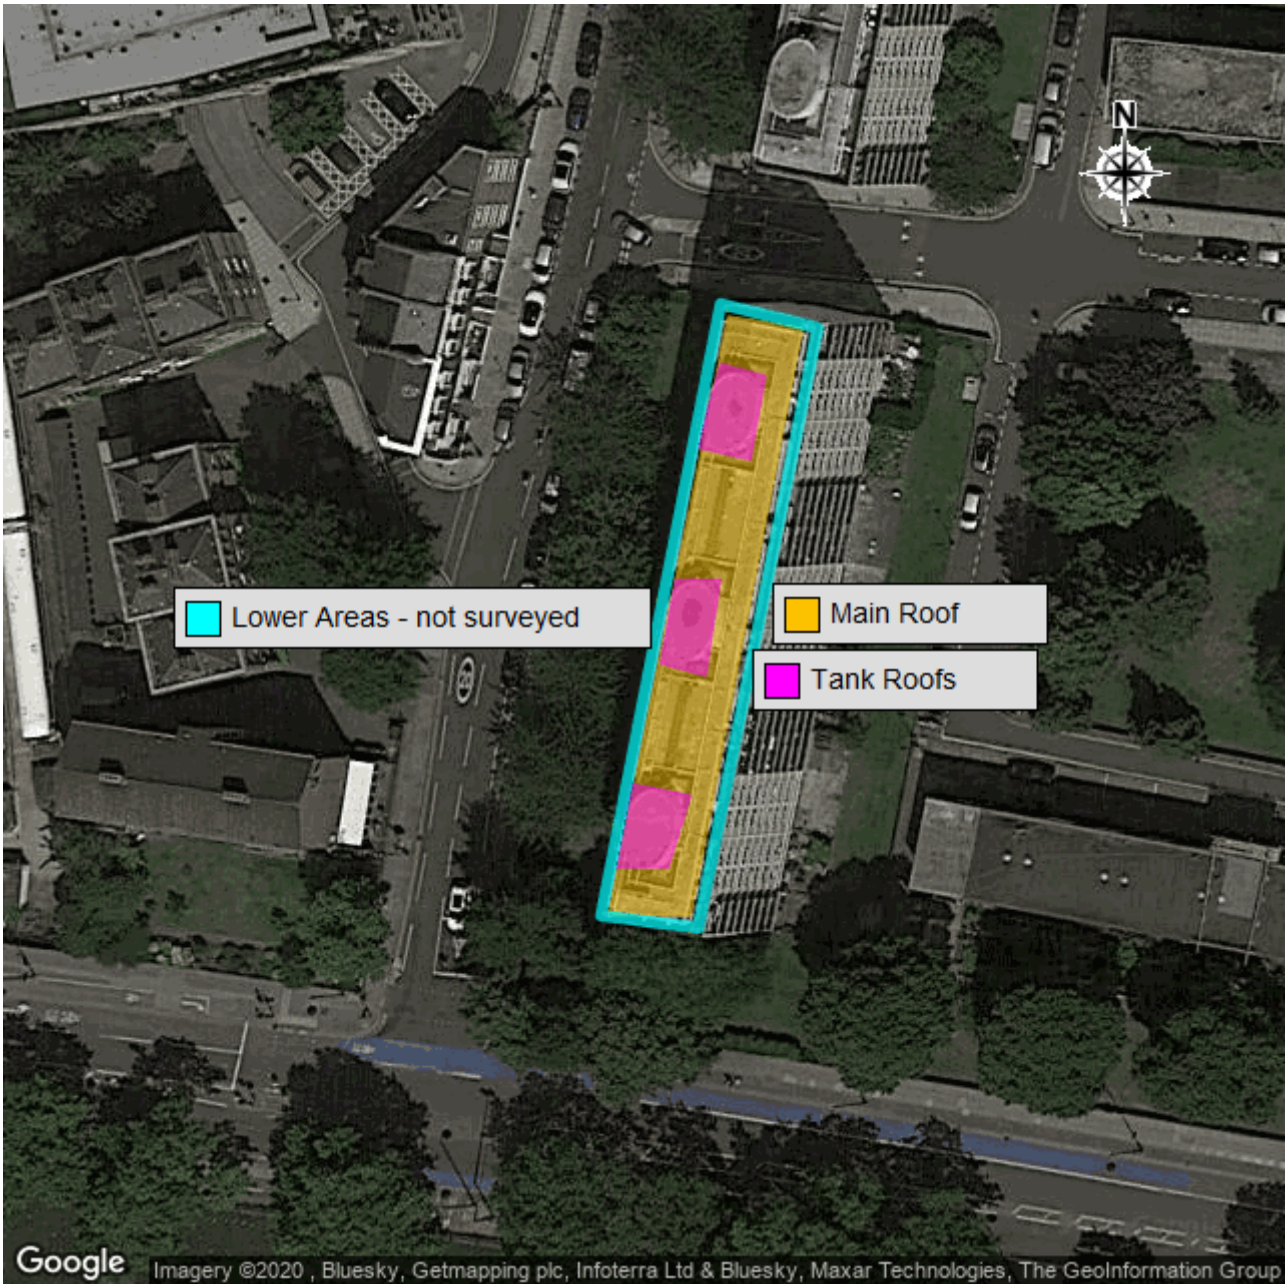 N
Lower Areas - not surveyed
Main Roof
Tank Roofs
20
Google
Imagery ©2020 , Bluesky, Getmapping plc, Infoterra Ltd & Bluesky, Maxar Technologies, The GeoInformation Group